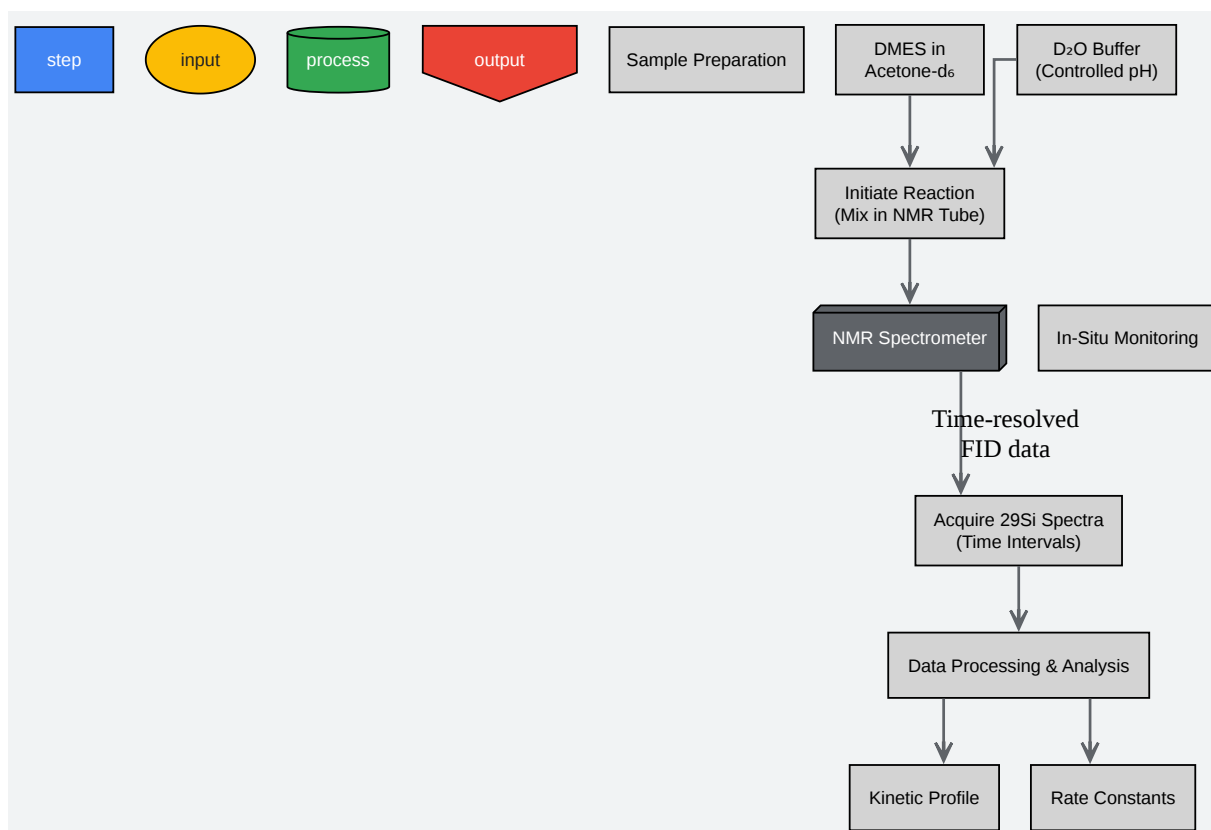 step
input
process
output
Sample Preparation
DMES in
Acetone-d₆
D₂O Buffer
(Controlled pH)
Initiate Reaction
(Mix in NMR Tube)
NMR Spectrometer
In-Situ Monitoring
Time-resolved
FID data
Acquire 29Si Spectra
(Time Intervals)
Data Processing & Analysis
Kinetic Profile
Rate Constants